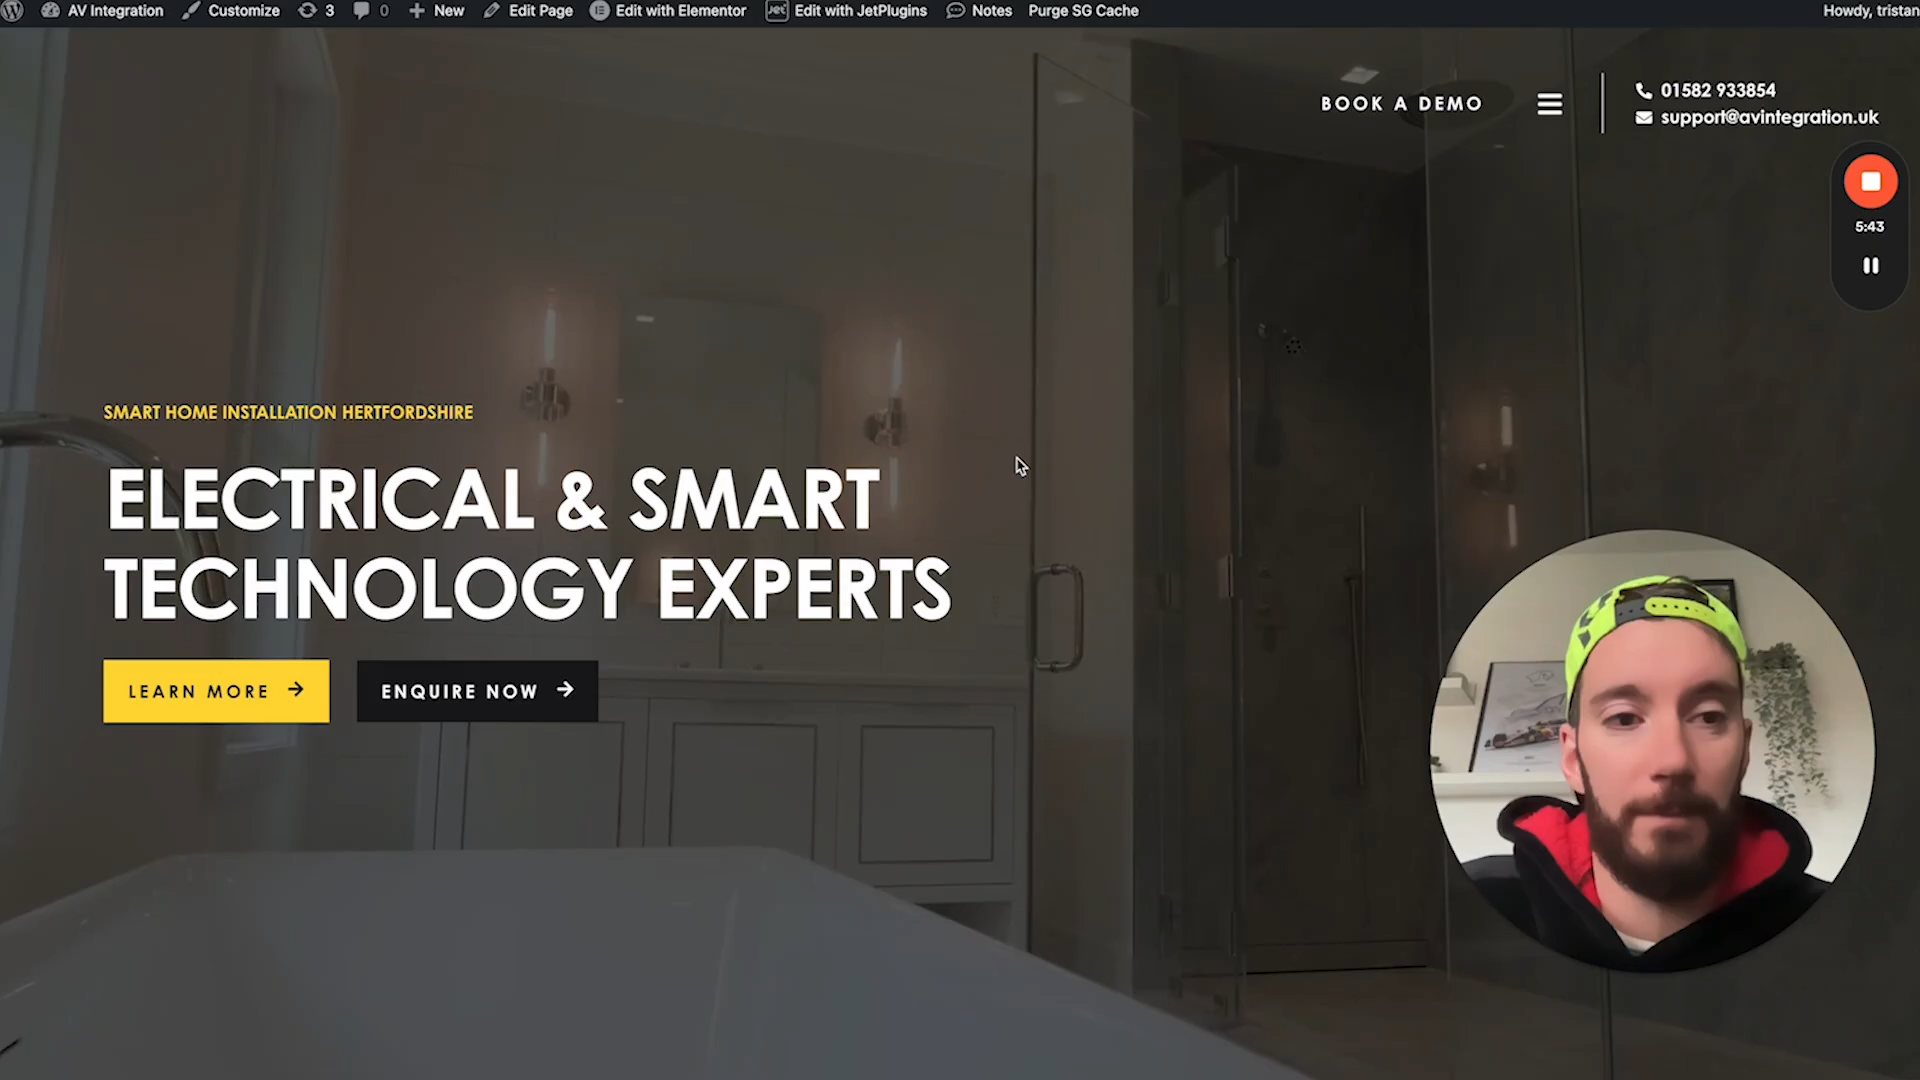 AV Integration Customize 3 0 New Edit Page Edit with Elementor Jet Edit with JetPlugins Notes Purge SG Cache Howdy, tristan
BOOK A DEMO
01582 933854
support@avintegration.uk
5:43
SMART HOME INSTALLATION HERTFORDSHIRE
ELECTRICAL & SMART
TECHNOLOGY EXPERTS
LEARN MORE
ENQUIRE NOW